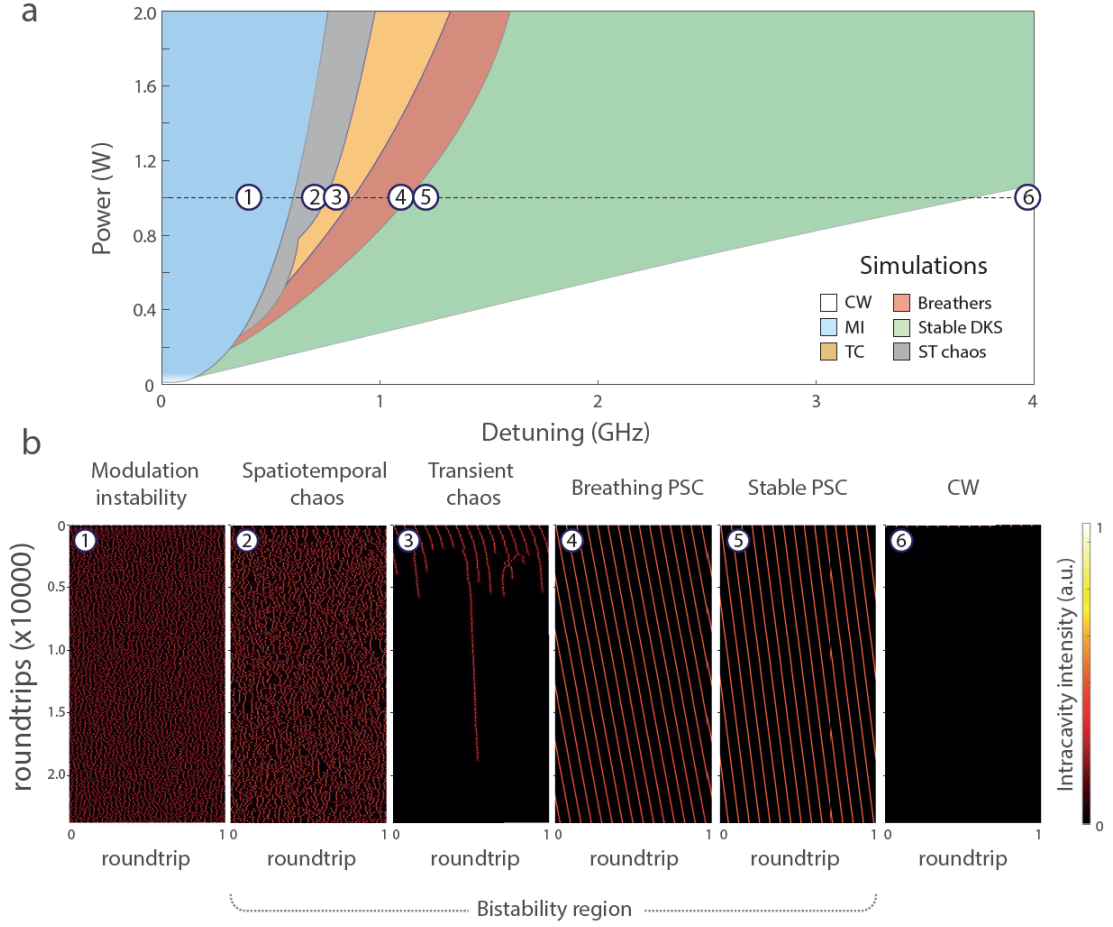 a
2.0
1.6
1.2
0.8
0.4
0
Power (W)
1
2
3
4
5
6
Simulations
CW
Breathers
MI
Stable DKS
TC
ST chaos
0
1
2
3
4
Detuning (GHz)
b
Modulation
instability
Spatiotemporal
chaos
Transient
chaos
Breathing PSC
Stable PSC
CW
1
2
3
4
5
6
0
0.5
1.0
1.5
2.0
roundtrips (x10000)
0 1
0 1
0 1
0 1
0 1
0 1
roundtrip
roundtrip
roundtrip
roundtrip
roundtrip
roundtrip
1
0
Intracavity intensity (a.u.)
Bistability region